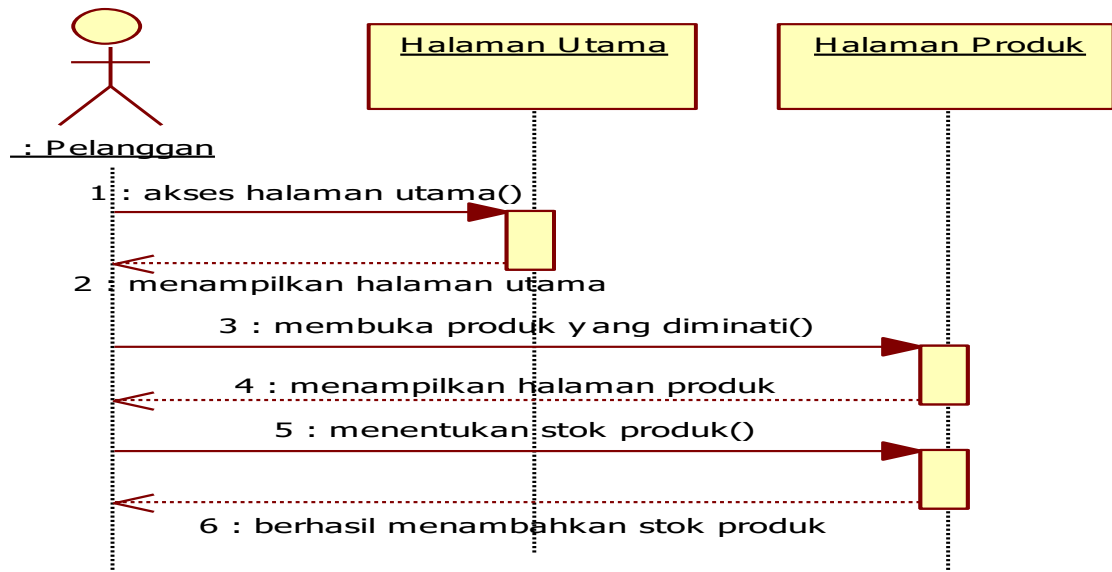 Halaman Utama
Halaman Produk
: Pelanggan
1 : akses halaman utama()
2 : menampilkan halaman utama
3 : membuka produk yang diminati()
4 : menampilkan halaman produk
5 : menentukan stok produk()
6 : berhasil menambahkan stok produk